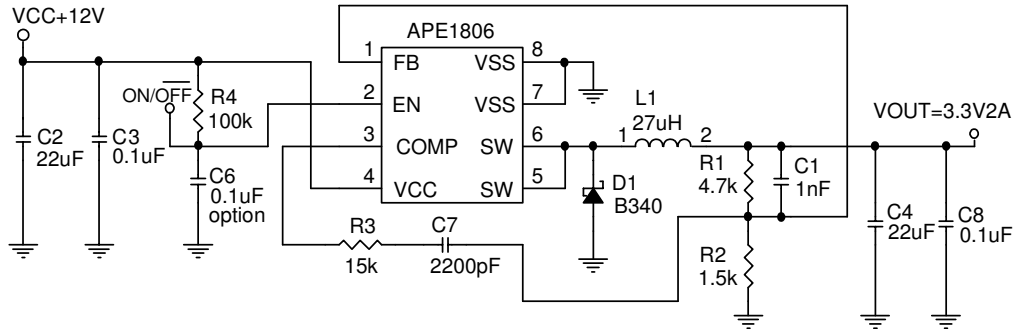 VCC+12V
APE1806
1
FB
VSS
8
2
EN
VSS
7
3
COMP
SW
6
4
VCC
SW
5
ON/OFF
R4
100k
C2
22uF
C3
0.1uF
C6
0.1uF
option
R3
15k
C7
2200pF
D1
B340
L1
1
27uH
2
R1
4.7k
C1
1nF
R2
1.5k
VOUT=3.3V2A
C4
22uF
C8
0.1uF